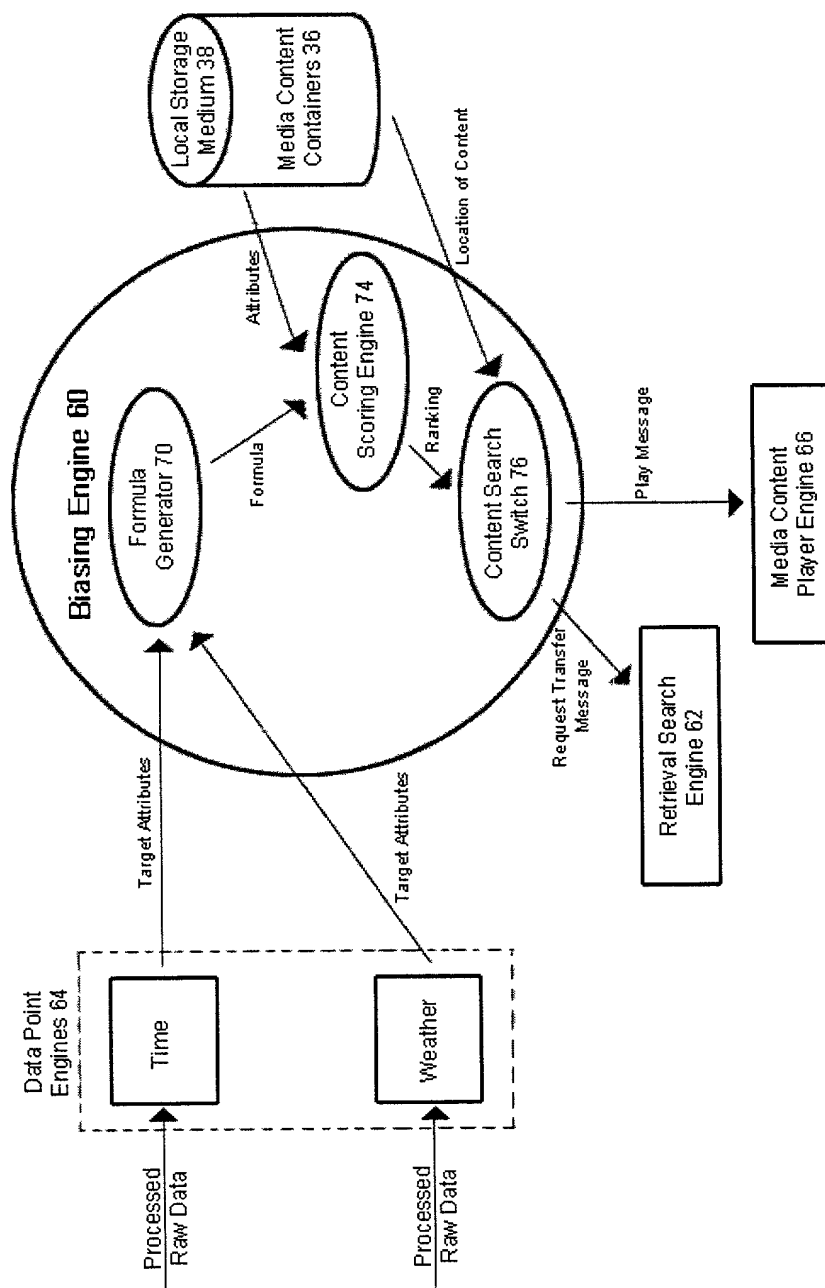 Processed
Raw Data
Processed
Raw Data
Data Point
Engines 64
Time
Weather
Target Attributes
Target Attributes
Biasing Engine 60
Formula
Generator 70
Formula
Attributes
Content
Scoring Engine 74
Ranking
Content Search
Switch 76
Local Storage
Medium 38
Media Content
Containers 36
Location of Content
Request Transfer
Message
Play Message
Retrieval Search
Engine 62
Media Content
Player Engine 66